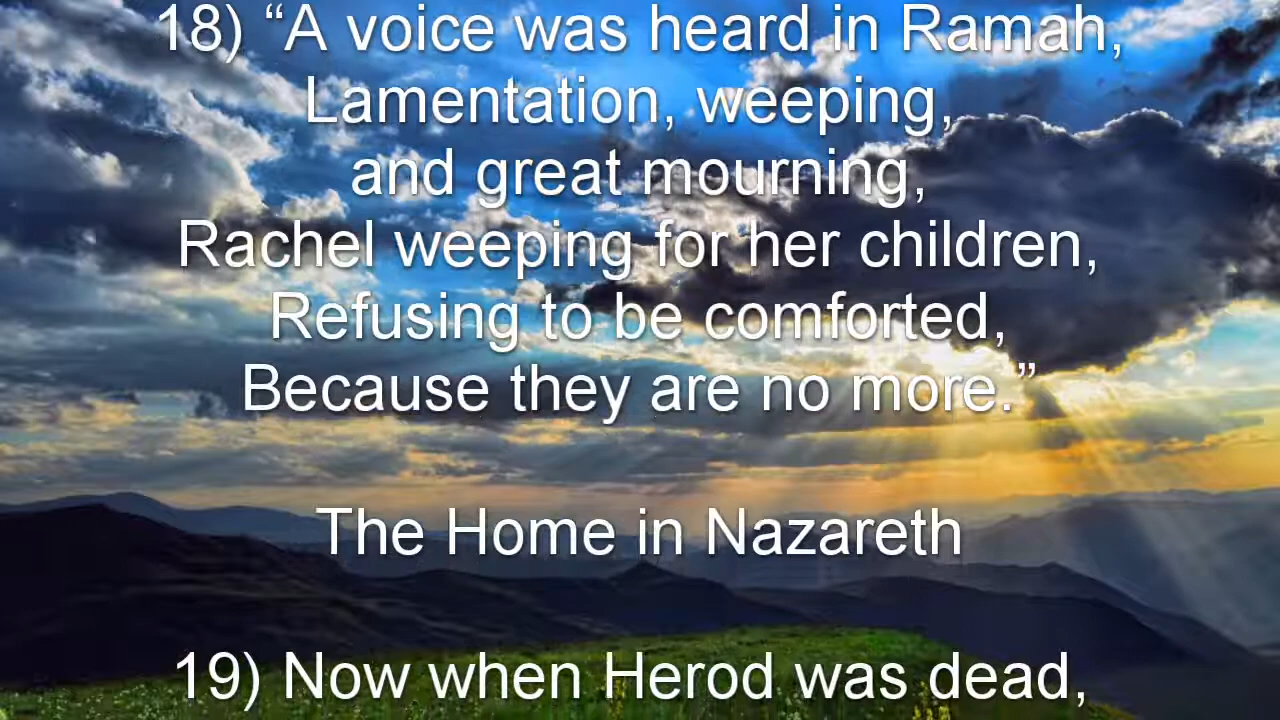 18) “A voice was heard in Ramah,
Lamentation, weeping,
and great mourning,
Rachel weeping for her children,
Refusing to be comforted,
Because they are no more.”
The Home in Nazareth
19) Now when Herod was dead,